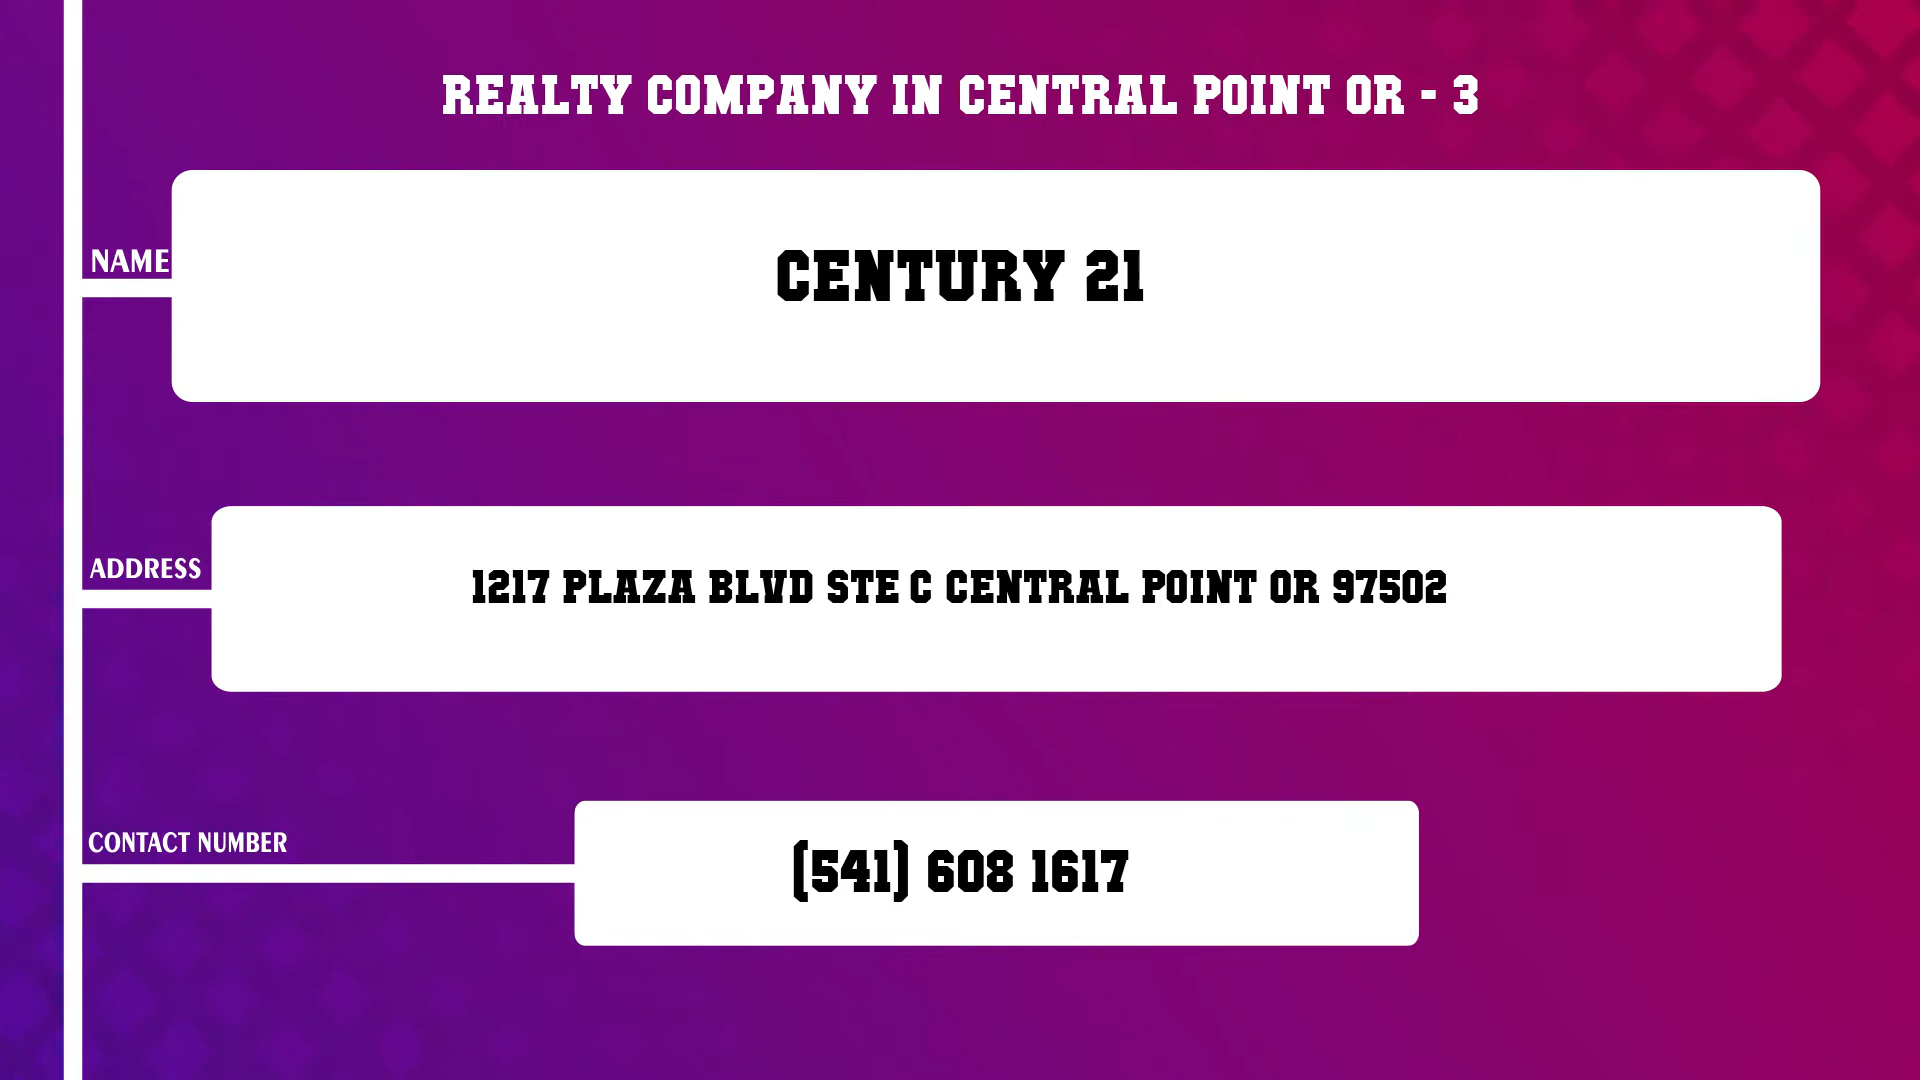 REALTY COMPANY IN CENTRAL POINT OR - 3
NAME
CENTURY 21
ADDRESS
1217 PLAZA BLVD STE C CENTRAL POINT OR 97502
CONTACT NUMBER
(541) 608 1617